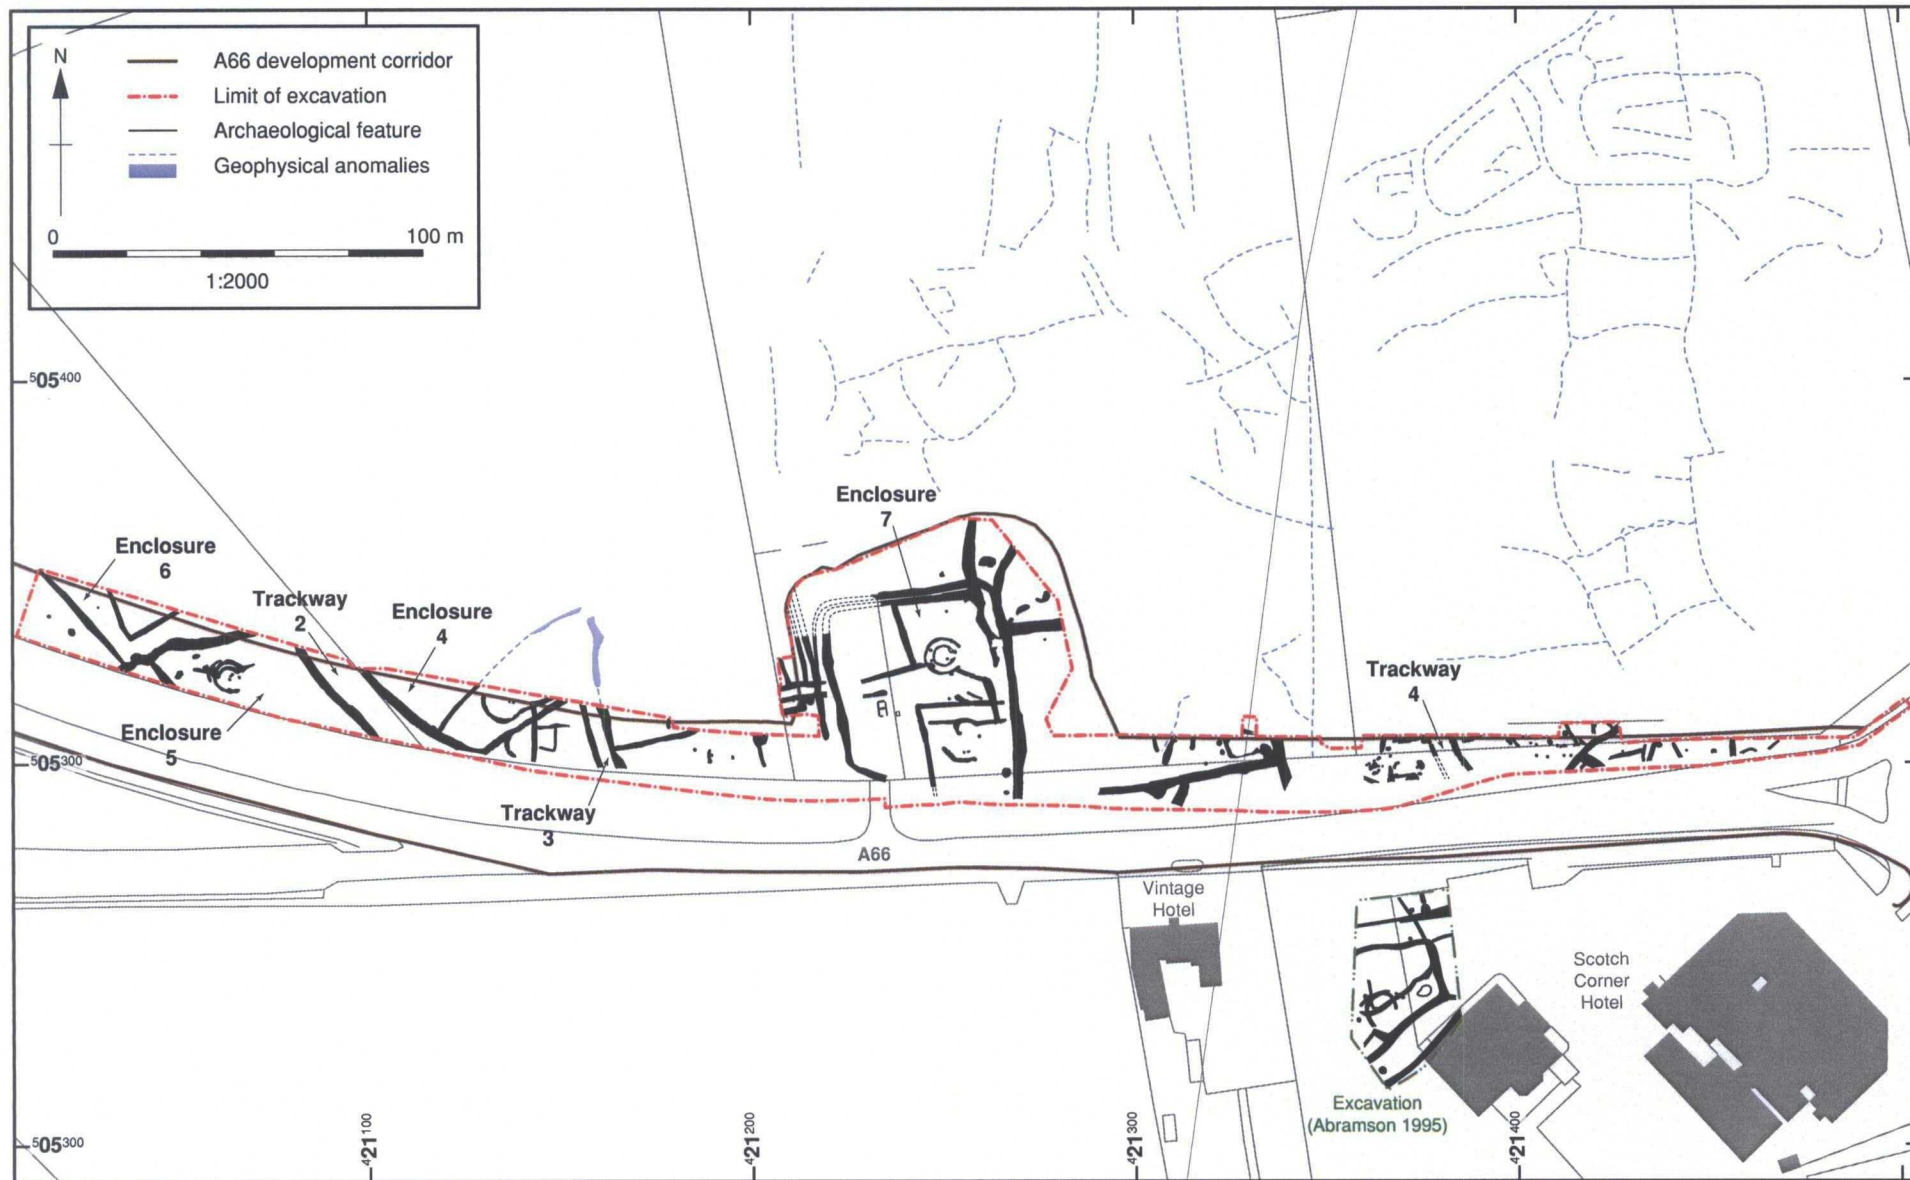 N
A66 development corridor
Limit of excavation
Archaeological feature
Geophysical anomalies
0 100 m
1:2000
505400
Enclosure
7
Enclosure
6
Trackway
2
Enclosure
4
Trackway
4
Enclosure
5
505300
Trackway
3
A66
Vintage
Hotel
Scotch
Corner
Hotel
Excavation
(Abramson 1995)
505300
421100
421200
421300
421400